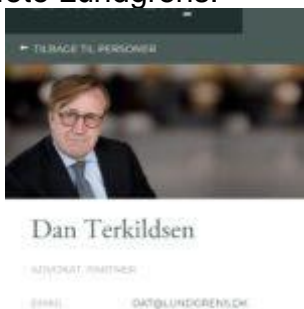 Lundgrens.
← TILBAGE TIL PERSONER
Dan Terkildsen
ADVOKAT, PARTNER
EMAIL DAT@LUNDGRENS.DK